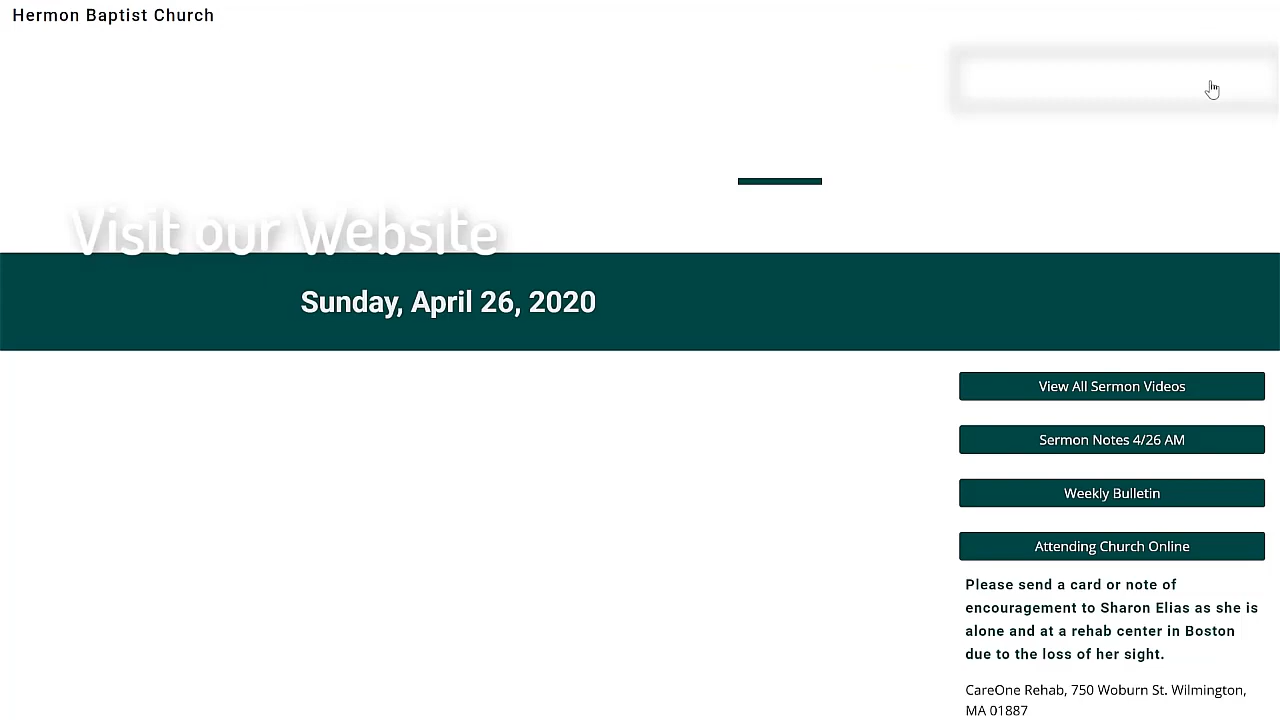 Hermon Baptist Church
Visit our Website
Sunday, April 26, 2020
View All Sermon Videos
Sermon Notes 4/26 AM
Weekly Bulletin
Attending Church Online
Please send a card or note of
encouragement to Sharon Elias as she is
alone and at a rehab center in Boston
due to the loss of her sight.
CareOne Rehab, 750 Woburn St. Wilmington,
MA 01887